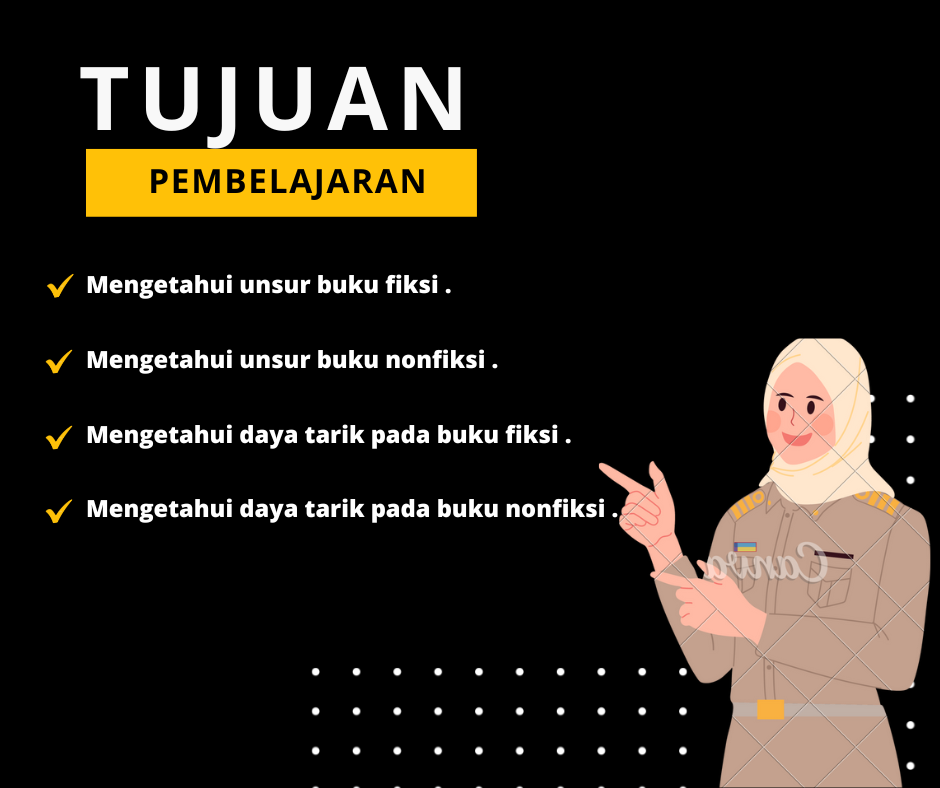 TUJUAN
PEMBELAJARAN
Mengetahui unsur buku fiksi .
Mengetahui unsur buku nonfiksi .
Mengetahui daya tarik pada buku fiksi .
Mengetahui daya tarik pada buku nonfiksi .
Canva